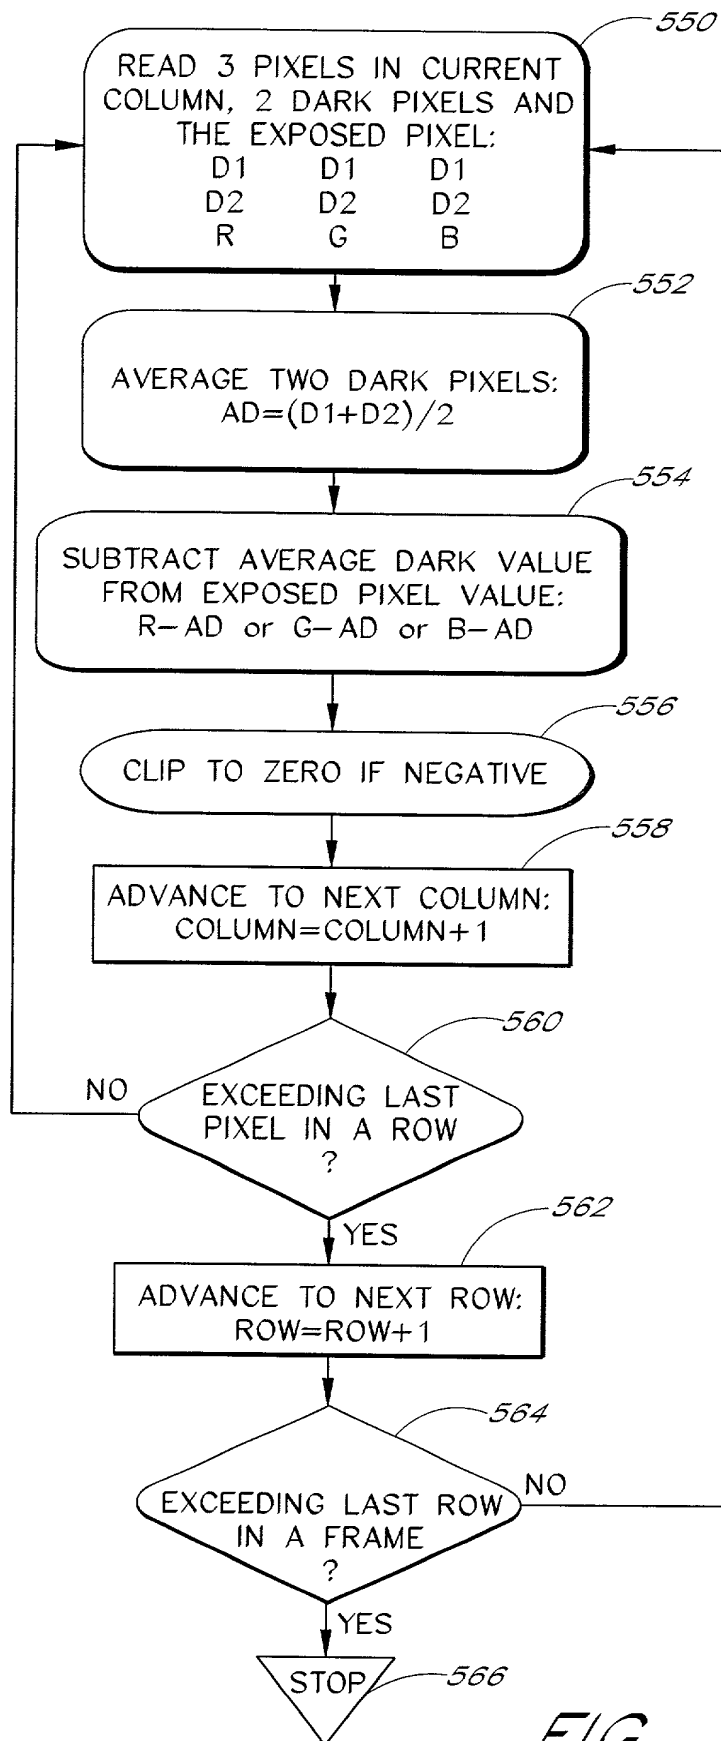 550
READ 3 PIXELS IN CURRENT
COLUMN, 2 DARK PIXELS AND
THE EXPOSED PIXEL:
D1 D1 D1
D2 D2 D2
R G B
552
AVERAGE TWO DARK PIXELS:
AD=(D1+D2)/2
554
SUBTRACT AVERAGE DARK VALUE
FROM EXPOSED PIXEL VALUE:
R-AD or G-AD or B-AD
556
CLIP TO ZERO IF NEGATIVE
558
ADVANCE TO NEXT COLUMN:
COLUMN=COLUMN+1
560
NO
EXCEEDING LAST
PIXEL IN A ROW
?
YES
562
ADVANCE TO NEXT ROW:
ROW=ROW+1
564
NO
EXCEEDING LAST ROW
IN A FRAME
?
YES
STOP
566
FIG